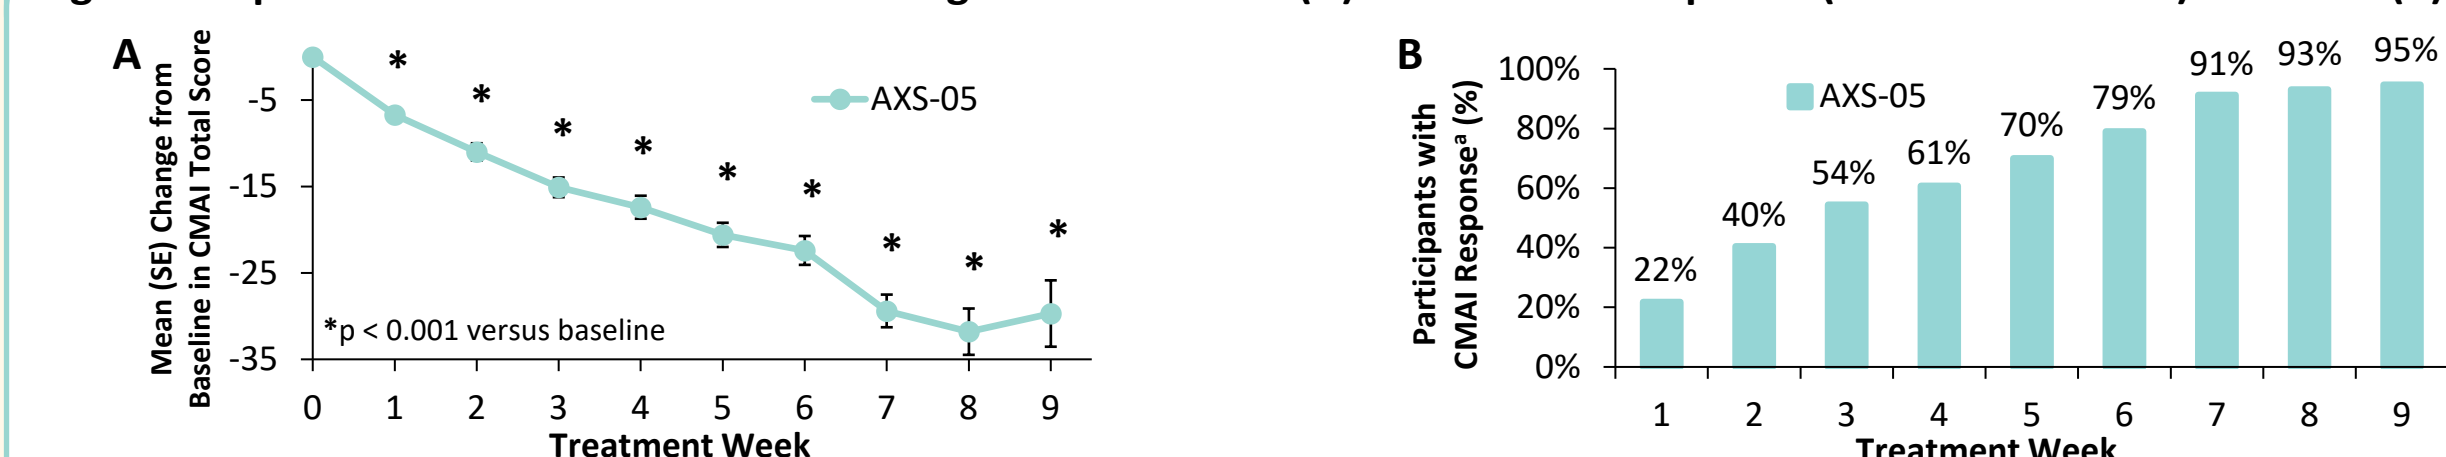 A
Mean (SE) Change from
Baseline in CMAI Total Score
-5
-15
-25
-35
* * * * * * * * *
AXS-05
*p < 0.001 versus baseline
0 1 2 3 4 5 6 7 8 9
Treatment Week
B
Participants with
CMAI Responseᵃ (%)
100%
80%
60%
40%
20%
0%
AXS-05
22% 40% 54% 61% 70% 79% 91% 93% 95%
1 2 3 4 5 6 7 8 9
Treatment Week